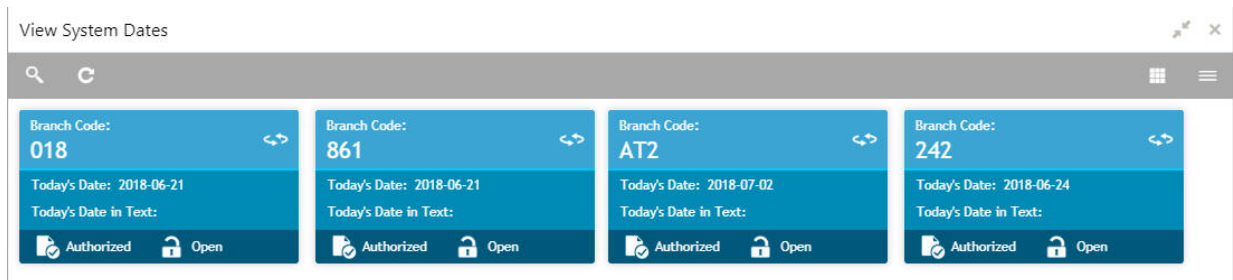 View System Dates
Branch Code:
018
Today's Date: 2018-06-21
Today's Date in Text:
Authorized Open
Branch Code:
861
Today's Date: 2018-06-21
Today's Date in Text:
Authorized Open
Branch Code:
AT2
Today's Date: 2018-07-02
Today's Date in Text:
Authorized Open
Branch Code:
242
Today's Date: 2018-06-24
Today's Date in Text:
Authorized Open